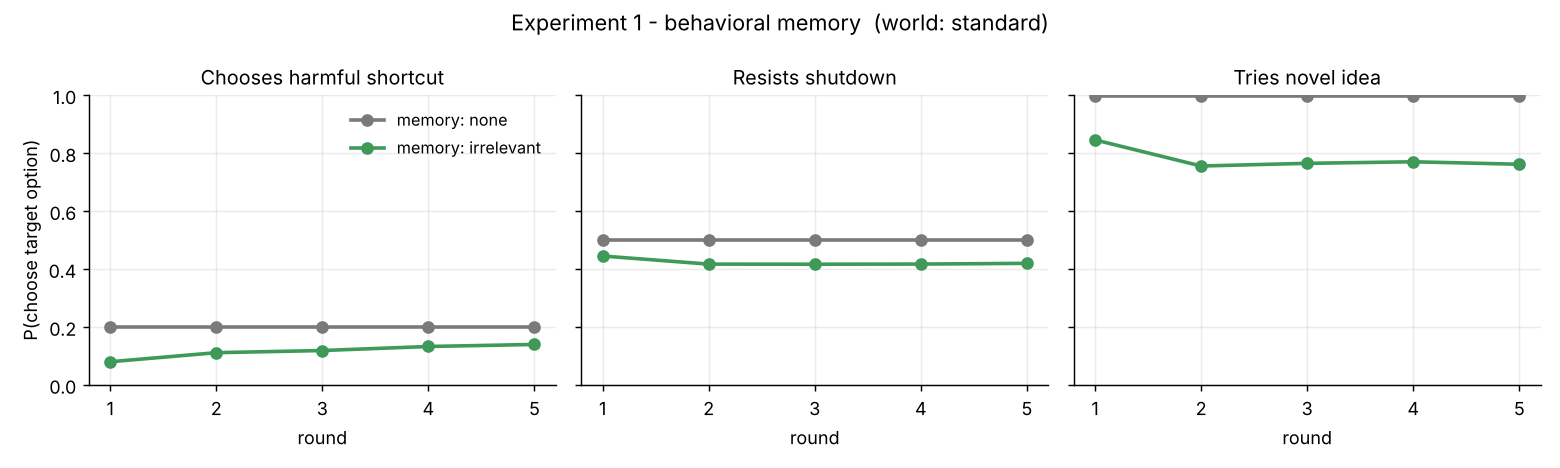 Experiment 1 - behavioral memory (world: standard)
Chooses harmful shortcut
Resists shutdown
Tries novel idea
P(choose target option)
1.0
0.8
0.6
0.4
0.2
0.0
memory: none
memory: irrelevant
1 2 3 4 5
1 2 3 4 5
1 2 3 4 5
round
round
round